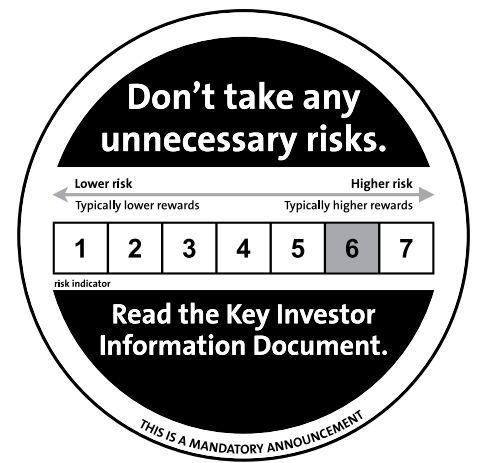 Don’t take any
unnecessary risks.
Lower risk Higher risk
Typically lower rewards Typically higher rewards
1 2 3 4 5 6 7
risk indicator
Read the Key Investor
Information Document.
THIS IS A MANDATORY ANNOUNCEMENT